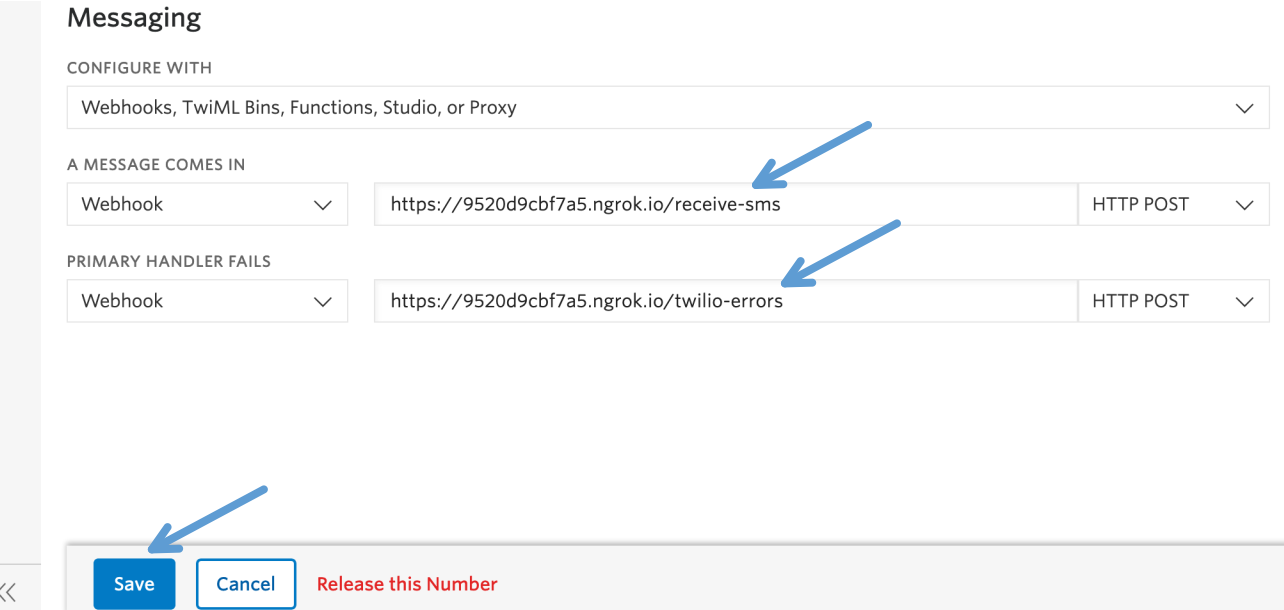 Messaging
CONFIGURE WITH
Webhooks, TwiML Bins, Functions, Studio, or Proxy
A MESSAGE COMES IN
Webhook https://9520d9cbf7a5.ngrok.io/receive-sms HTTP POST
PRIMARY HANDLER FAILS
Webhook https://9520d9cbf7a5.ngrok.io/twilio-errors HTTP POST
Save Cancel Release this Number